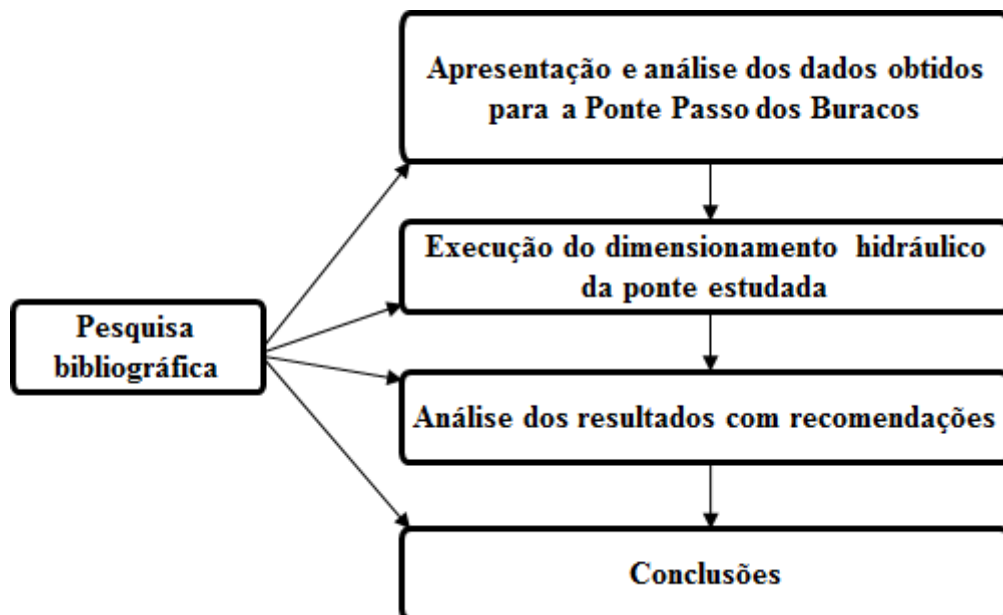 Apresentação e análise dos dados obtidos
para a Ponte Passo dos Buracos
Execução do dimensionamento hidráulico
da ponte estudada
Pesquisa
bibliográfica
Análise dos resultados com recomendações
Conclusões